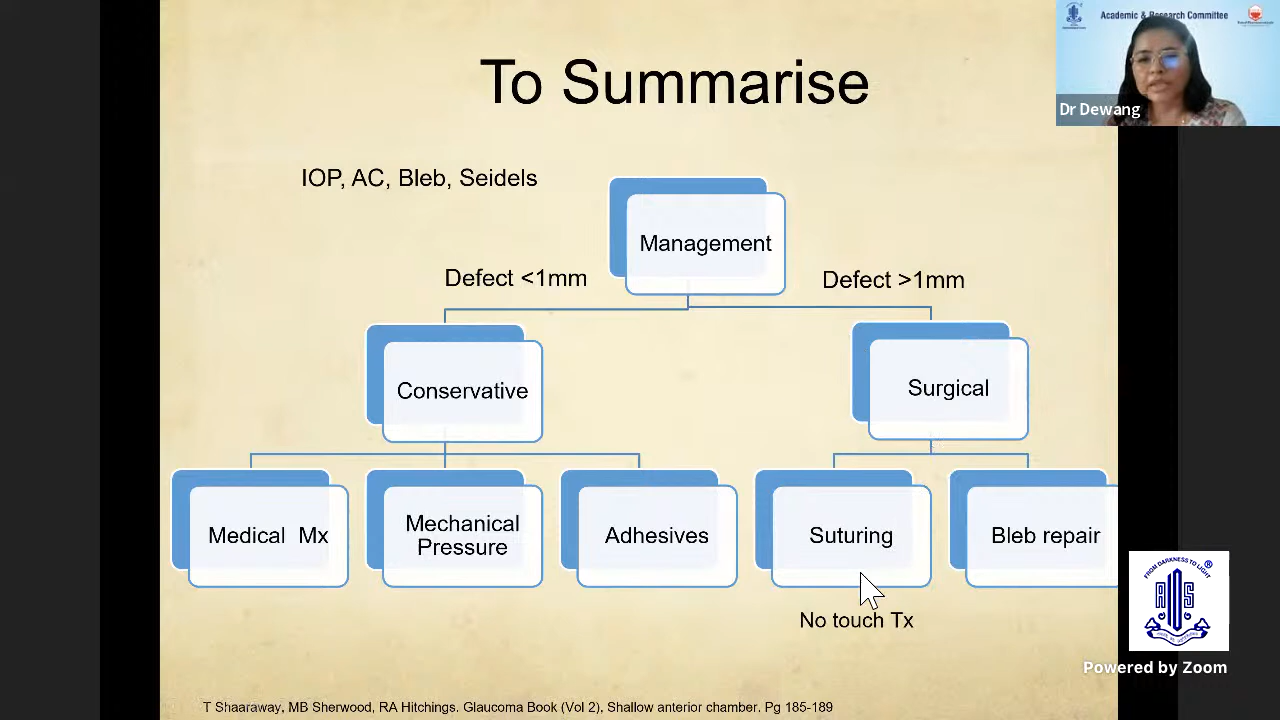 Academic & Research Committee
Dr Dewang
To Summarise
IOP, AC, Bleb, Seidels
Management
Defect <1mm
Defect >1mm
Conservative
Surgical
Medical Mx
Mechanical
Pressure
Adhesives
Suturing
Bleb repair
No touch Tx
FROM DARKNESS TO LIGHT
AIOS
Powered by Zoom
T Shaaraway, MB Sherwood, RA Hitchings. Glaucoma Book (Vol 2), Shallow anterior chamber. Pg 185-189